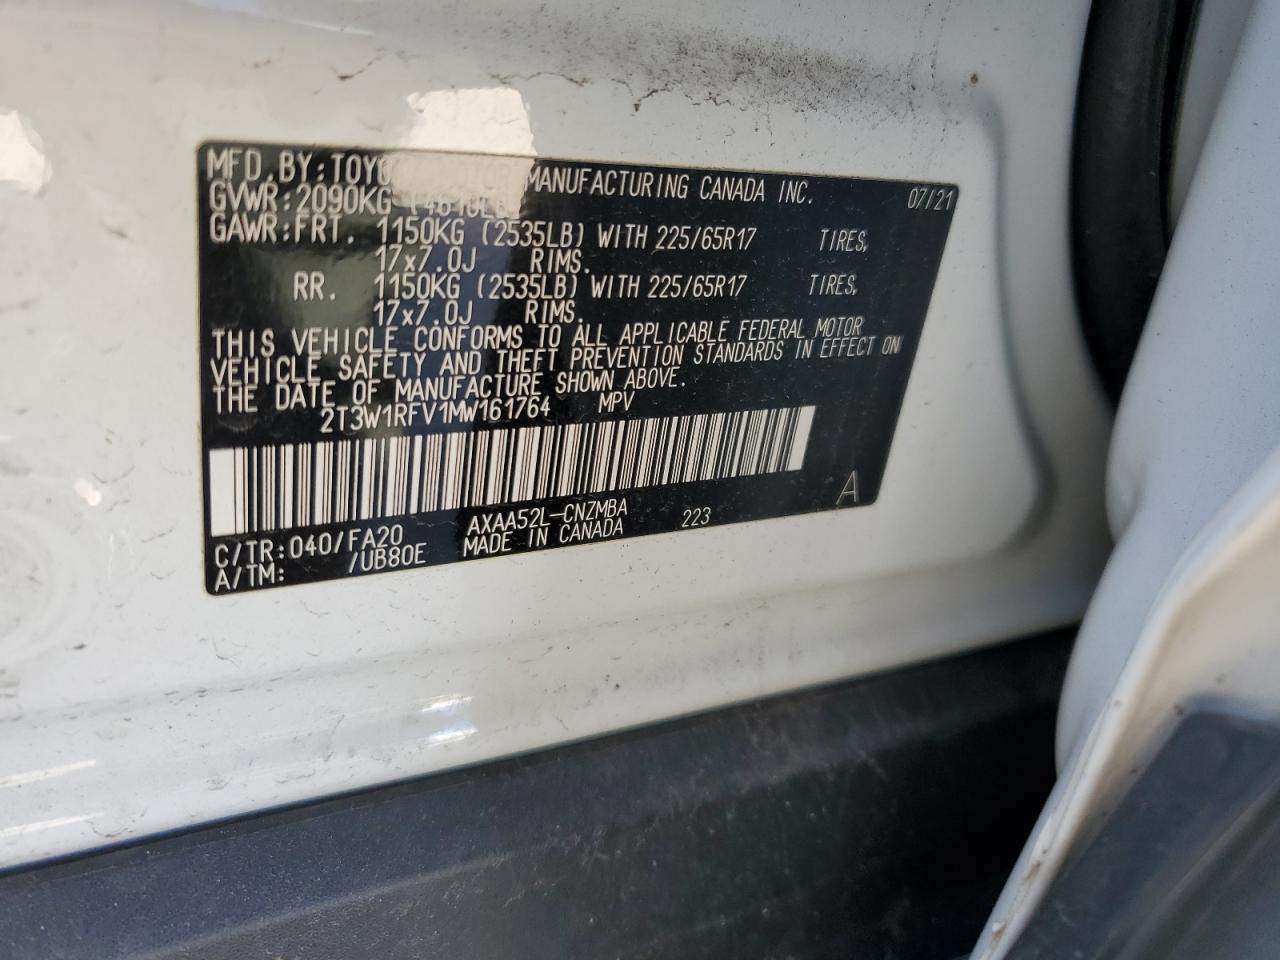 MFD. BY: TOYOTA MOTOR MANUFACTURING CANADA INC. 07/21
GVWR: 2090KG (4610LB)
GAWR: FRT. 1150KG (2535LB) WITH 225/65R17 TIRES,
17x7.0J RIMS.
RR. 1150KG (2535LB) WITH 225/65R17 TIRES,
17x7.0J RIMS.
THIS VEHICLE CONFORMS TO ALL APPLICABLE FEDERAL MOTOR
VEHICLE SAFETY AND THEFT PREVENTION STANDARDS IN EFFECT ON
THE DATE OF MANUFACTURE SHOWN ABOVE.
2T3W1RFV1MW161764 MPV
A
C/TR: 040/FA20 AXAA52L-CNZMBA 223
A/TM: /UB80E MADE IN CANADA